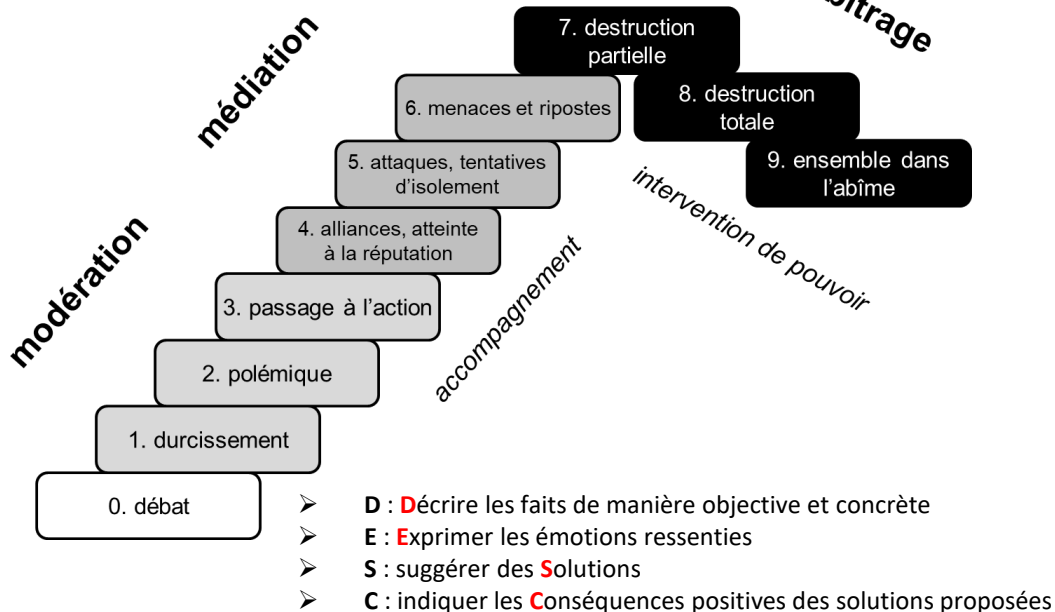 bitrage
médiation
7. destruction
partielle
6. menaces et ripostes
8. destruction
totale
5. attaques, tentatives
d’isolement
9. ensemble dans
l’abîme
intervention de pouvoir
4. alliances, atteinte
à la réputation
modération
accompagnement
3. passage à l’action
2. polémique
1. durcissement
0. débat
➢ D : Décrire les faits de manière objective et concrète
➢ E : Exprimer les émotions ressenties
➢ S : suggérer des Solutions
➢ C : indiquer les Conséquences positives des solutions proposées